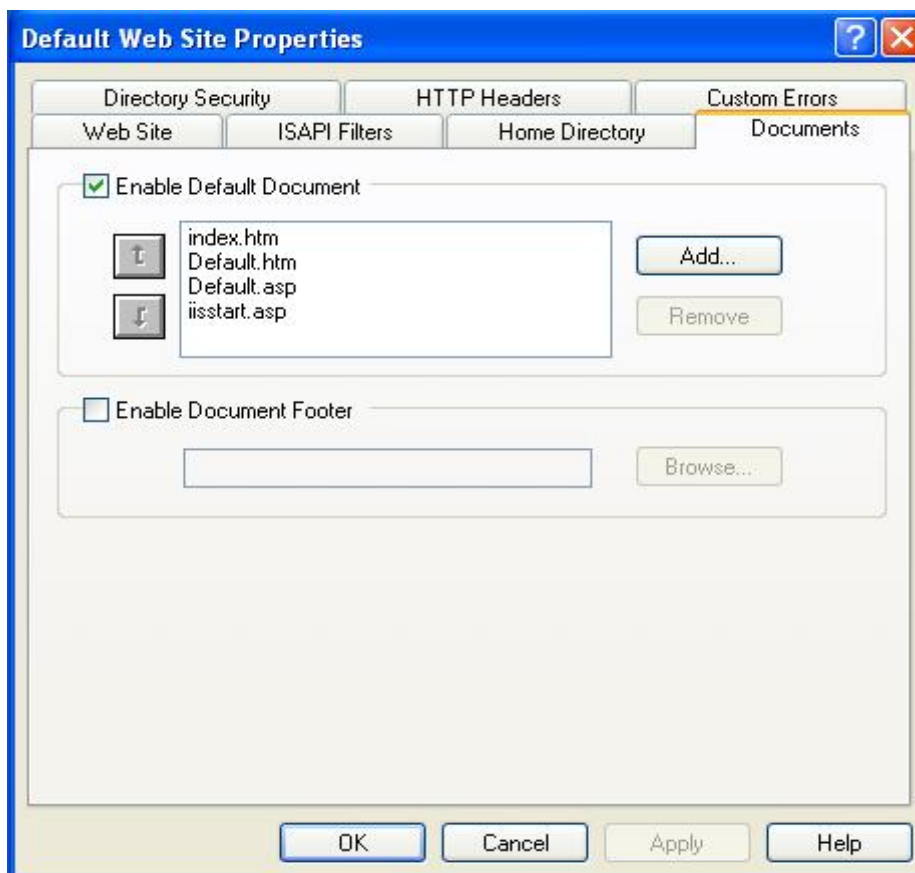 Default Web Site Properties
Directory Security HTTP Headers Custom Errors
Web Site ISAPI Filters Home Directory Documents
Enable Default Document
index.htm
Default.htm
Default.asp
iisstart.asp
Add...
Remove
Enable Document Footer
Browse...
OK Cancel Apply Help